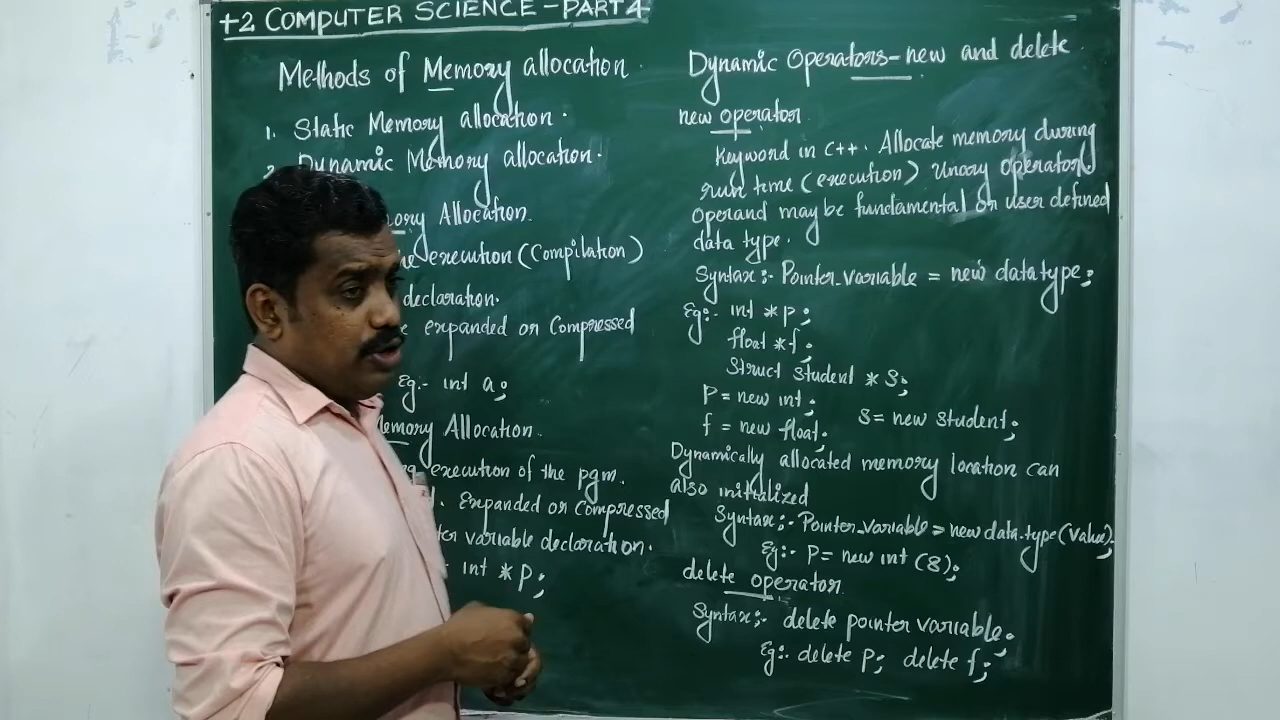 +2 COMPUTER SCIENCE - PART 4
Methods of Memory allocation.
1. Static Memory allocation.
2. Dynamic Memory allocation.
Allocation.
execution (Compilation)
declaration.
expanded or Compressed
Eg:- int a;
Memory Allocation.
execution of the pgm.
Expanded or Compressed
variable declaration.
int *p;
Dynamic Operators - new and delete
new operator
Keyword in C++. Allocate memory during
run time (execution) Unary operator
operand may be fundamental or user defined
data type.
Syntax:- Pointer_variable = new datatype;
Eg:- int *p;
float *f;
Struct student *s;
P = new int;
s = new student;
f = new float;
Dynamically allocated memory location can
also initialized
Syntax:- Pointer_variable = new data-type (value);
Eg:- P = new int (8);
delete operator
Syntax:- delete pointer variable;
Eg:- delete p; delete f;